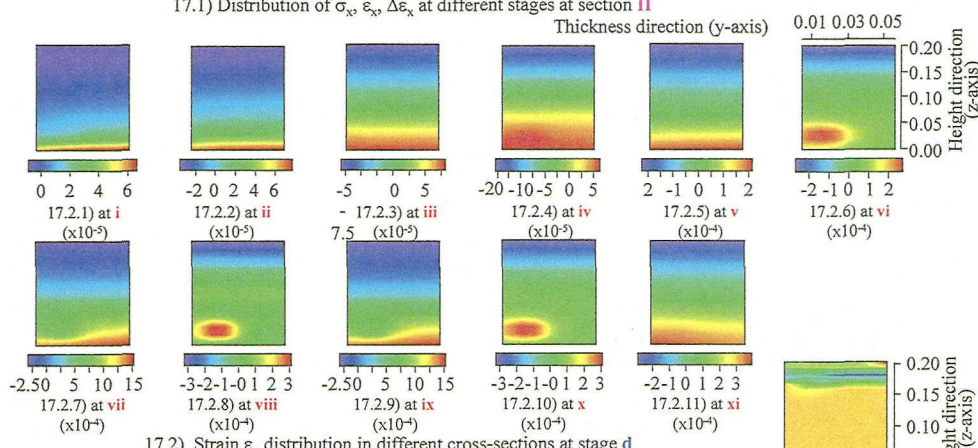 17.1) Distribution of σx, εx, Δεx at different stages at section II
Thickness direction (y-axis)
0.01 0.03 0.05
0.20
0.15
0.10
0.05
0.00
Height direction
(z-axis)
0 2 4 6
-2 0 2 4 6
-5 0 5
-20 -10 -5 0 5
2 -1 0 1 2
-2 -1 0 1 2
17.2.1) at i
17.2.2) at ii
- 17.2.3) at iii
17.2.4) at iv
17.2.5) at v
17.2.6) at vi
(x10-5)
(x10-5)
7.5 (x10-5)
(x10-5)
(x10-4)
(x10-4)
-2.50 5 10 15
-3-2-1-0 1 2 3
-2.50 5 10 15
-3-2-1-0 1 2 3
-2-1 0 1 2 3
17.2.7) at vii
17.2.8) at viii
17.2.9) at ix
17.2.10) at x
17.2.11) at xi
(x10-4)
(x10-4)
(x10-4)
(x10-4)
(x10-4)
0.20
0.15
0.10
(z-axis)
17.2) Strain εx distribution in different cross-sections at stage d